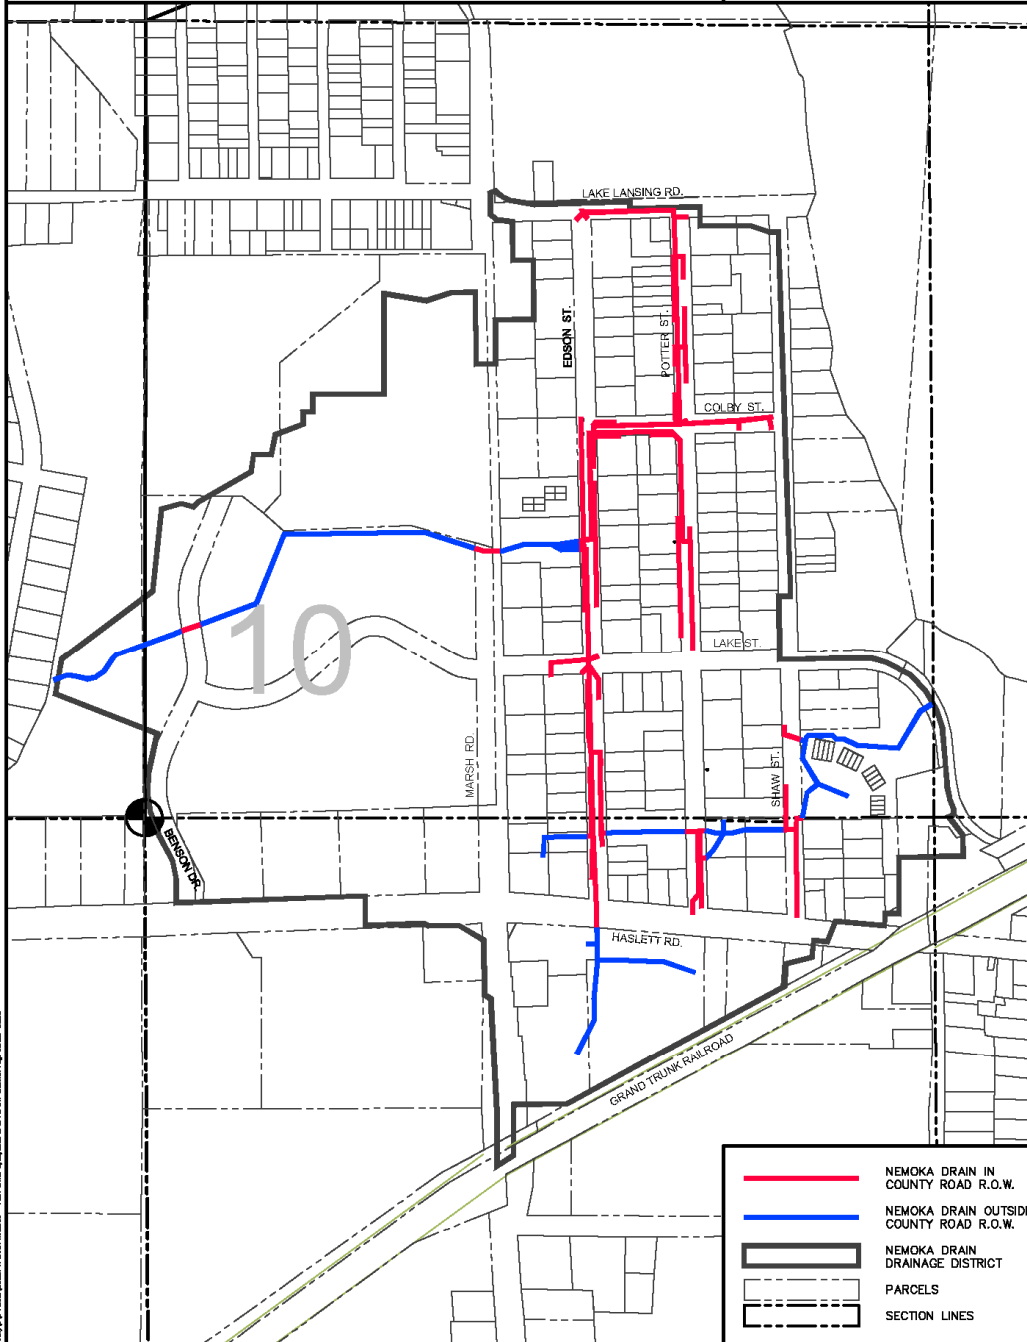 LAKE LANSING RD.
EDSON ST.
POTTER ST.
COLBY ST.
10
LAKE ST.
MARSH RD.
SHAW ST.
BENSON DR.
HASLETT RD.
GRAND TRUNK RAILROAD
NEMOKA DRAIN IN
COUNTY ROAD R.O.W.
NEMOKA DRAIN OUTSIDE
COUNTY ROAD R.O.W.
NEMOKA DRAIN
DRAINAGE DISTRICT
PARCELS
SECTION LINES